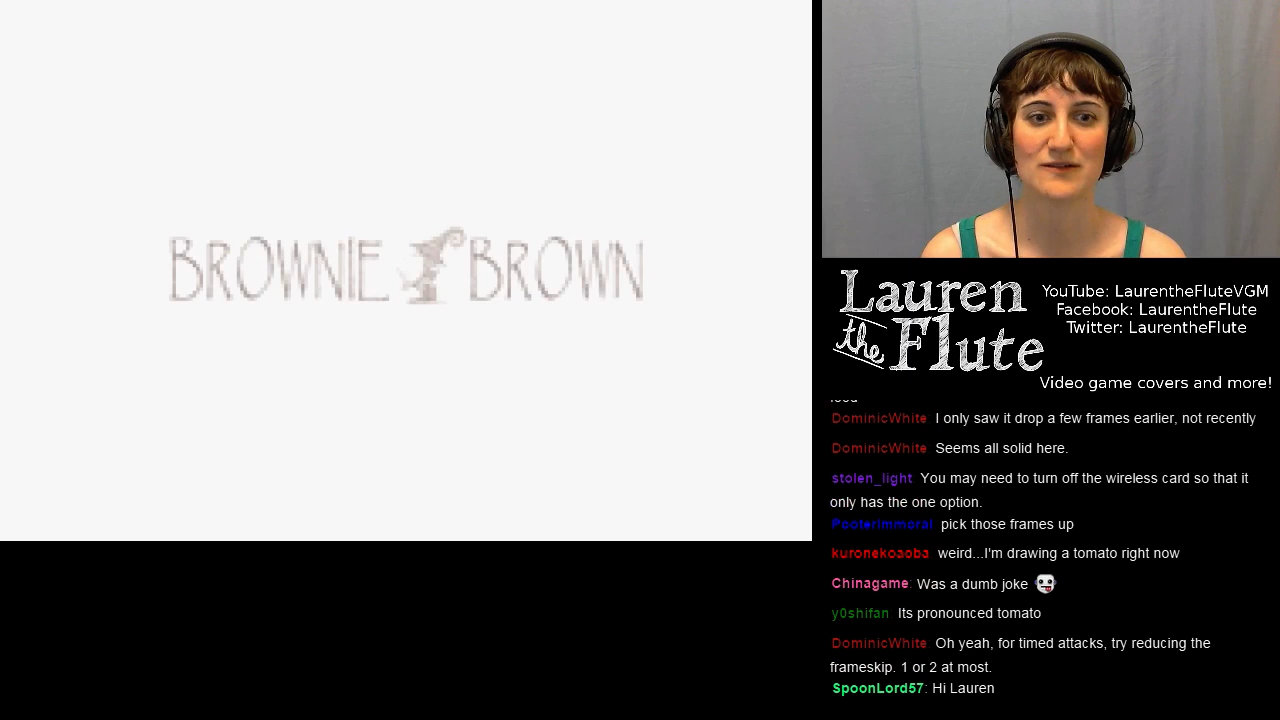 BROWNIE BROWN
Lauren
the Flute
YouTube: LaurentheFluteVGM
Facebook: LaurentheFlute
Twitter: LaurentheFlute
Video game covers and more!
DominicWhite I only saw it drop a few frames earlier, not recently
DominicWhite Seems all solid here.
stolen_light You may need to turn off the wireless card so that it
only has the one option.
PooterImmoral pick those frames up
kuronekoaoba weird...I'm drawing a tomato right now
Chinagame: Was a dumb joke
y0shifan Its pronounced tomato
DominicWhite Oh yeah, for timed attacks, try reducing the
frameskip. 1 or 2 at most.
SpoonLord57: Hi Lauren